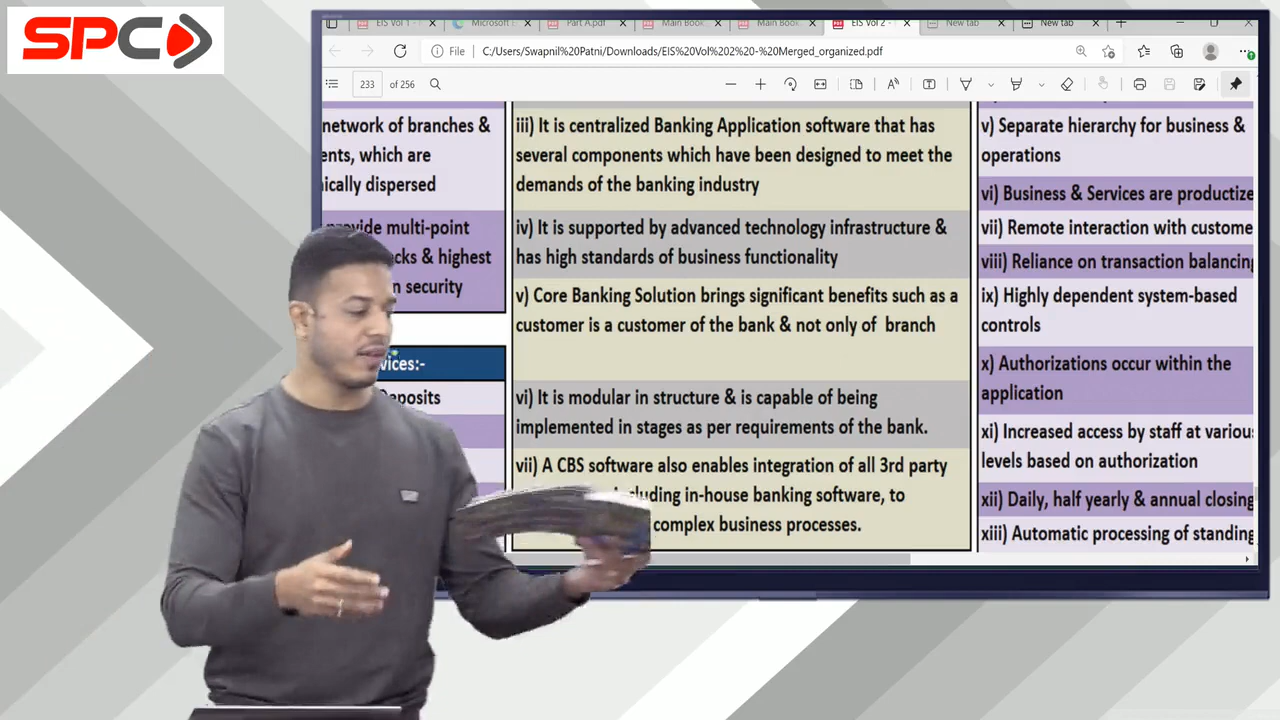 SPC
EIS Vol 1 -
Microsoft
Part A.pdf
Main Book
Main Book
EIS Vol 2 -
New tab
New tab
File
C:/Users/Swapnil%20Patni/Downloads/EIS%20Vol%202%20-%20Merged_organized.pdf
233 of 256
network of branches &
ents, which are
ically dispersed
provide multi-point
cks & highest
n security
vices:-
Deposits
iii) It is centralized Banking Application software that has
several components which have been designed to meet the
demands of the banking industry
iv) It is supported by advanced technology infrastructure &
has high standards of business functionality
v) Core Banking Solution brings significant benefits such as a
customer is a customer of the bank & not only of branch
vi) It is modular in structure & is capable of being
implemented in stages as per requirements of the bank.
vii) A CBS software also enables integration of all 3rd party
including in-house banking software, to
complex business processes.
v) Separate hierarchy for business &
operations
vi) Business & Services are productize
vii) Remote interaction with custome
viii) Reliance on transaction balancing
ix) Highly dependent system-based
controls
x) Authorizations occur within the
application
xi) Increased access by staff at variou
levels based on authorization
xii) Daily, half yearly & annual closing
xiii) Automatic processing of standing